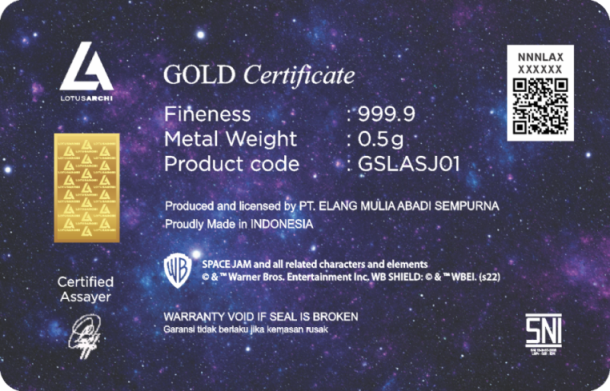 LOTUSARCHI
GOLD Certificate
NNNLAX
XXXXXX
Fineness : 999.9
Metal Weight : 0.5g
Product code : GSLASJ01
Produced and licensed by PT. ELANG MULIA ABADI SEMPURNA
Proudly Made in INDONESIA
WB
SPACE JAM and all related characters and elements
© & ™ Warner Bros. Entertainment Inc. WB SHIELD: © & ™ WBEI. (s22)
Certified
Assayer
WARRANTY VOID IF SEAL IS BROKEN
Garansi tidak berlaku jika kemasan rusak
SNI